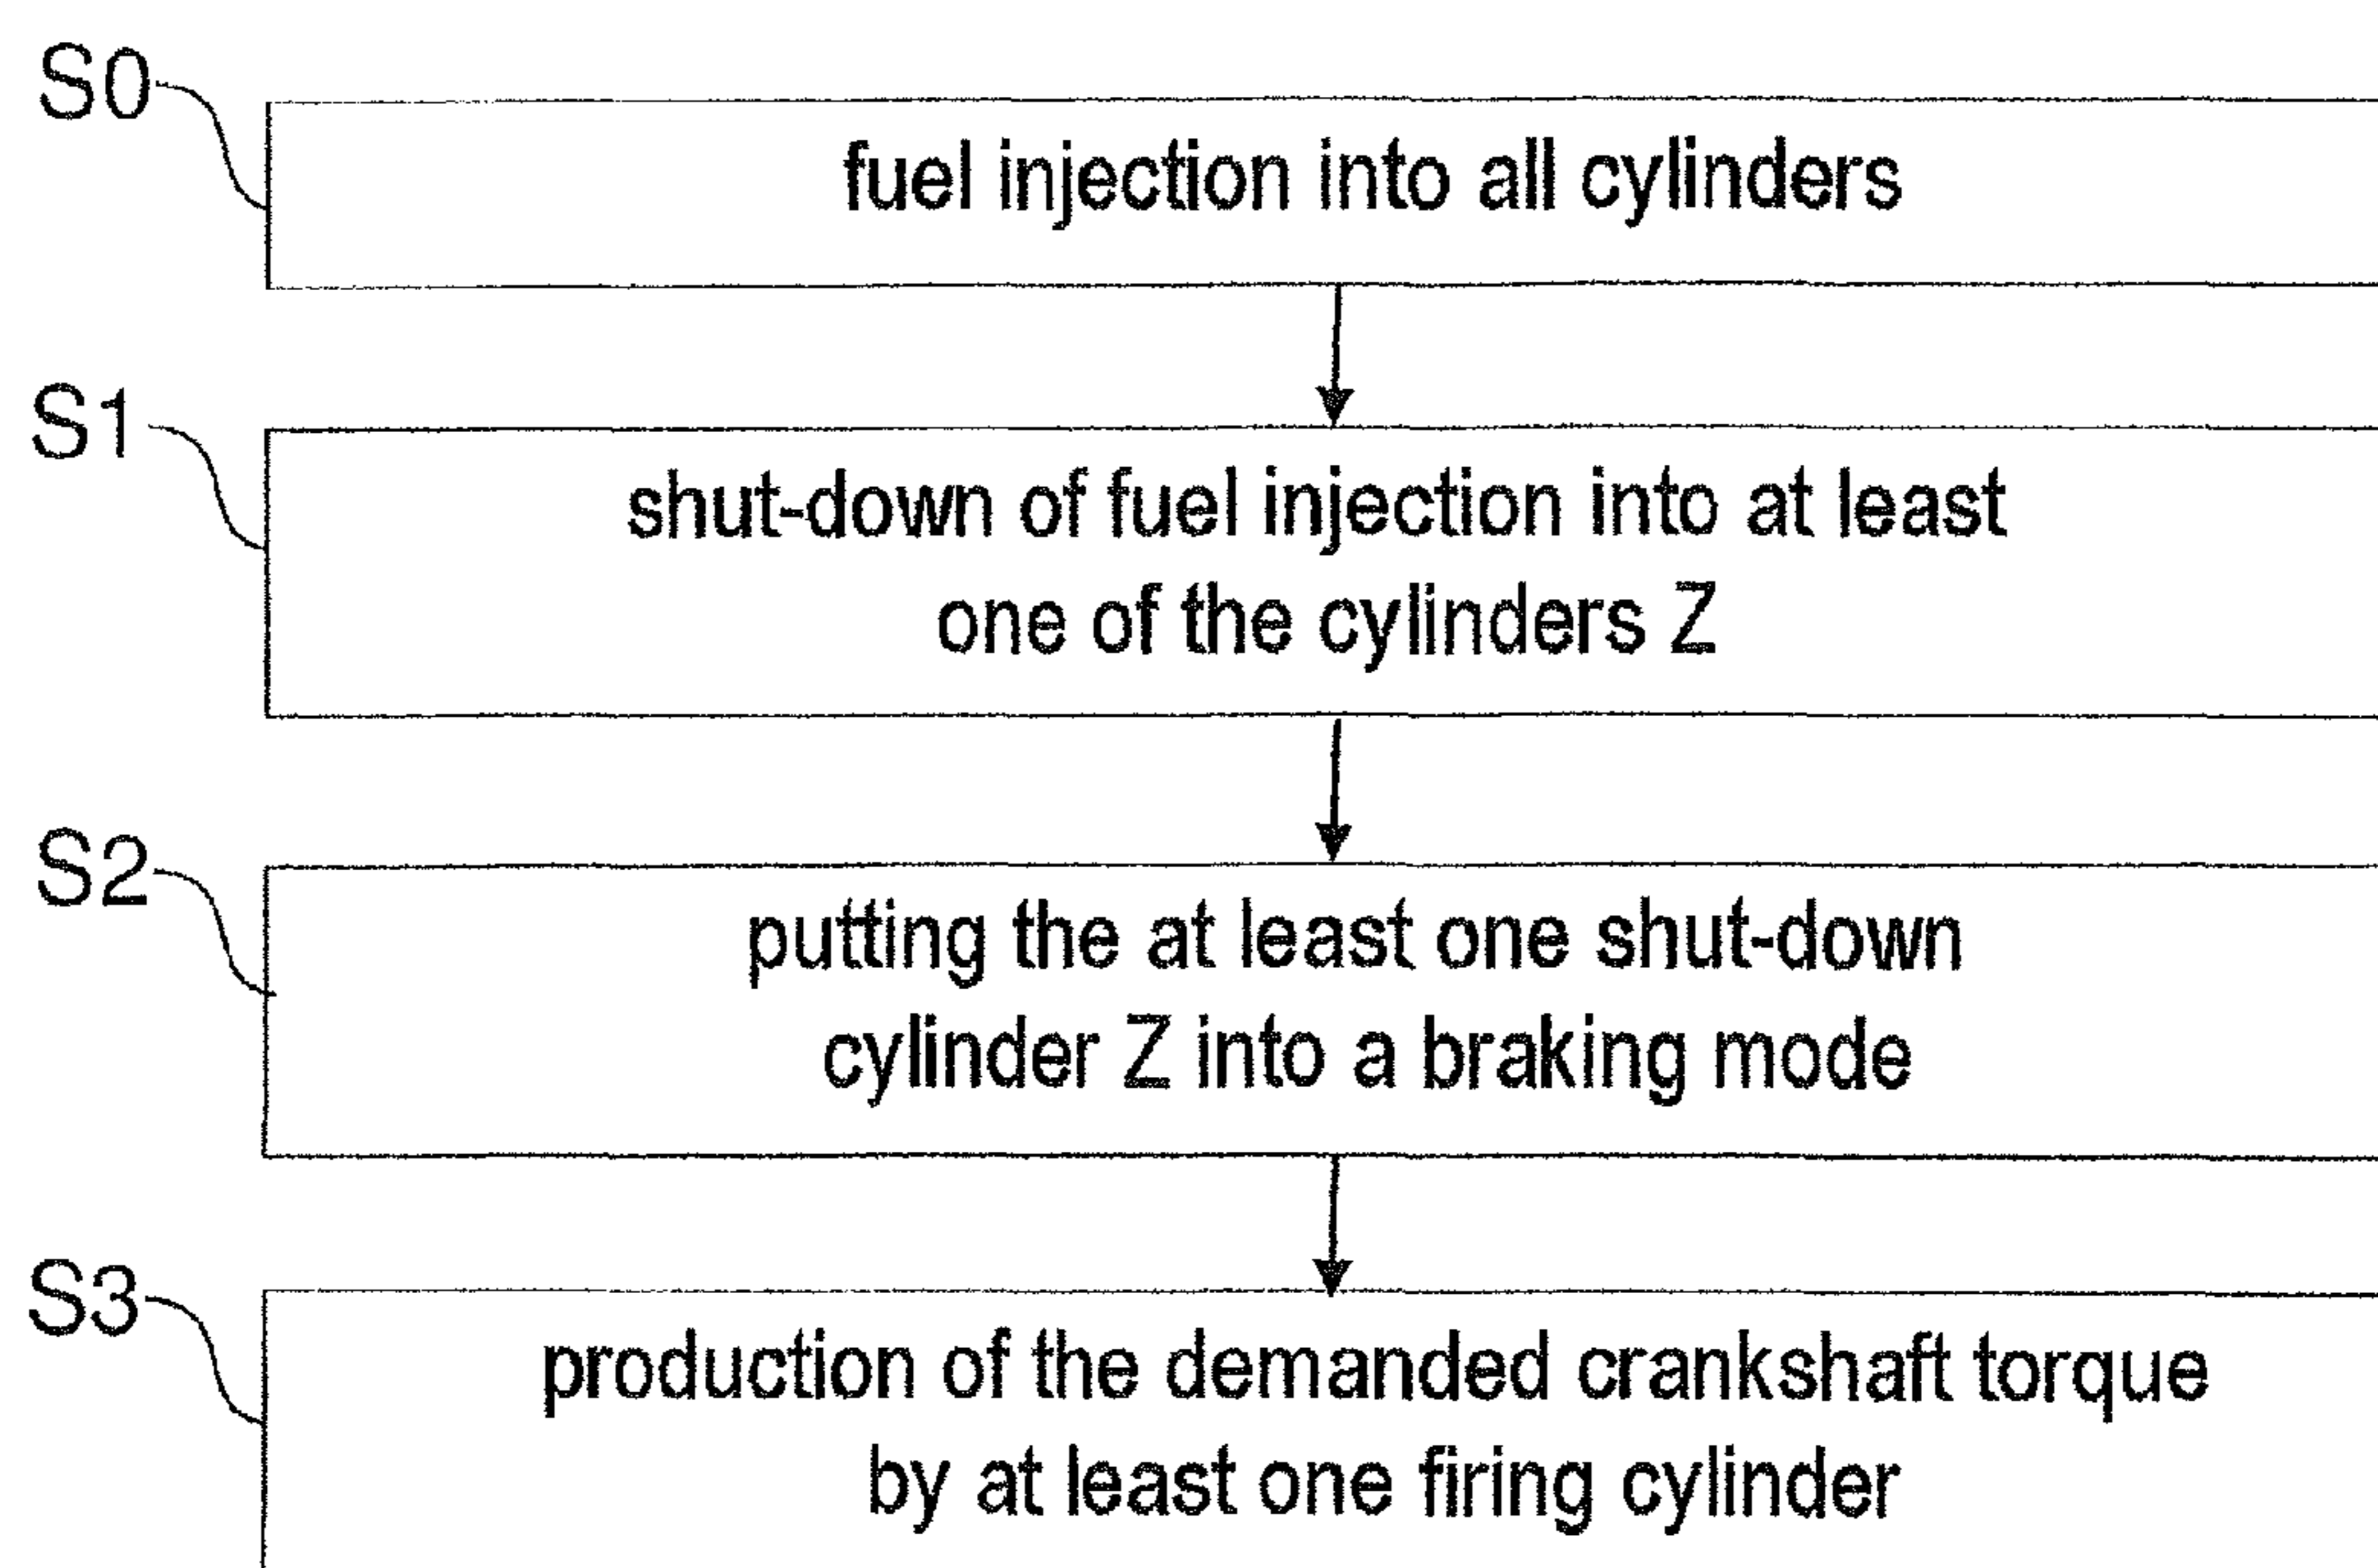 S0
fuel injection into all cylinders
S1
shut-down of fuel injection into at least
one of the cylinders Z
S2
putting the at least one shut-down
cylinder Z into a braking mode
S3
production of the demanded crankshaft torque
by at least one firing cylinder